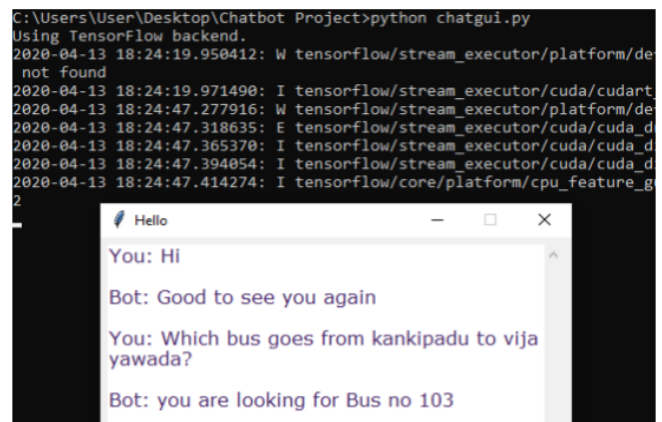 C:\Users\User\Desktop\Chatbot Project>python chatgui.py
Using TensorFlow backend.
2020-04-13 18:24:19.950412: W tensorflow/stream_executor/platform/de
not found
2020-04-13 18:24:19.971490: I tensorflow/stream_executor/cuda/cudart_
2020-04-13 18:24:47.277916: W tensorflow/stream_executor/platform/de
2020-04-13 18:24:47.318635: E tensorflow/stream_executor/cuda/cuda_d
2020-04-13 18:24:47.365370: I tensorflow/stream_executor/cuda/cuda_d
2020-04-13 18:24:47.394054: I tensorflow/stream_executor/cuda/cuda_d
2020-04-13 18:24:47.414274: I tensorflow/core/platform/cpu_feature_g
2
Hello
You: Hi
Bot: Good to see you again
You: Which bus goes from kankipadu to vija
yawada?
Bot: you are looking for Bus no 103